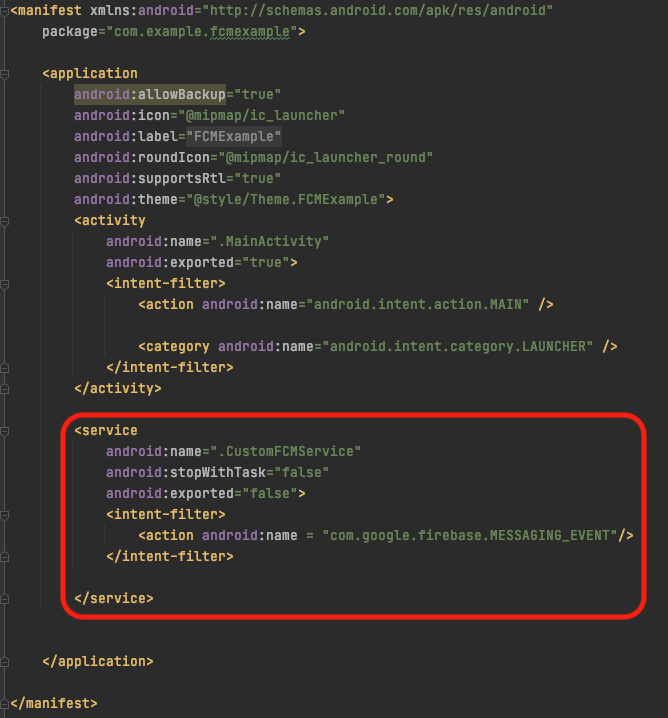 <manifest xmlns:android="http://schemas.android.com/apk/res/android"
    package="com.example.fcmexample">

    <application
        android:allowBackup="true"
        android:icon="@mipmap/ic_launcher"
        android:label="FCMExample"
        android:roundIcon="@mipmap/ic_launcher_round"
        android:supportsRtl="true"
        android:theme="@style/Theme.FCMExample">
        <activity
            android:name=".MainActivity"
            android:exported="true">
            <intent-filter>
                <action android:name="android.intent.action.MAIN" />

                <category android:name="android.intent.category.LAUNCHER" />
            </intent-filter>
        </activity>

        <service
            android:name=".CustomFCMService"
            android:stopWithTask="false"
            android:exported="false">
            <intent-filter>
                <action android:name = "com.google.firebase.MESSAGING_EVENT"/>
            </intent-filter>

        </service>


    </application>

</manifest>